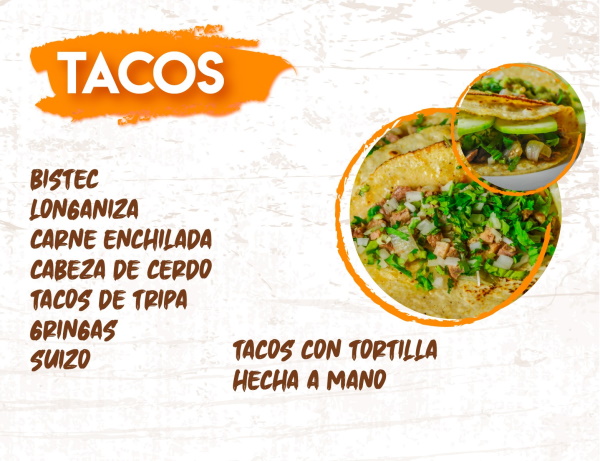 TACOS
BISTEC
LONGANIZA
CARNE ENCHILADA
CABEZA DE CERDO
TACOS DE TRIPA
GRINGAS
SUIZO
TACOS CON TORTILLA
HECHA A MANO